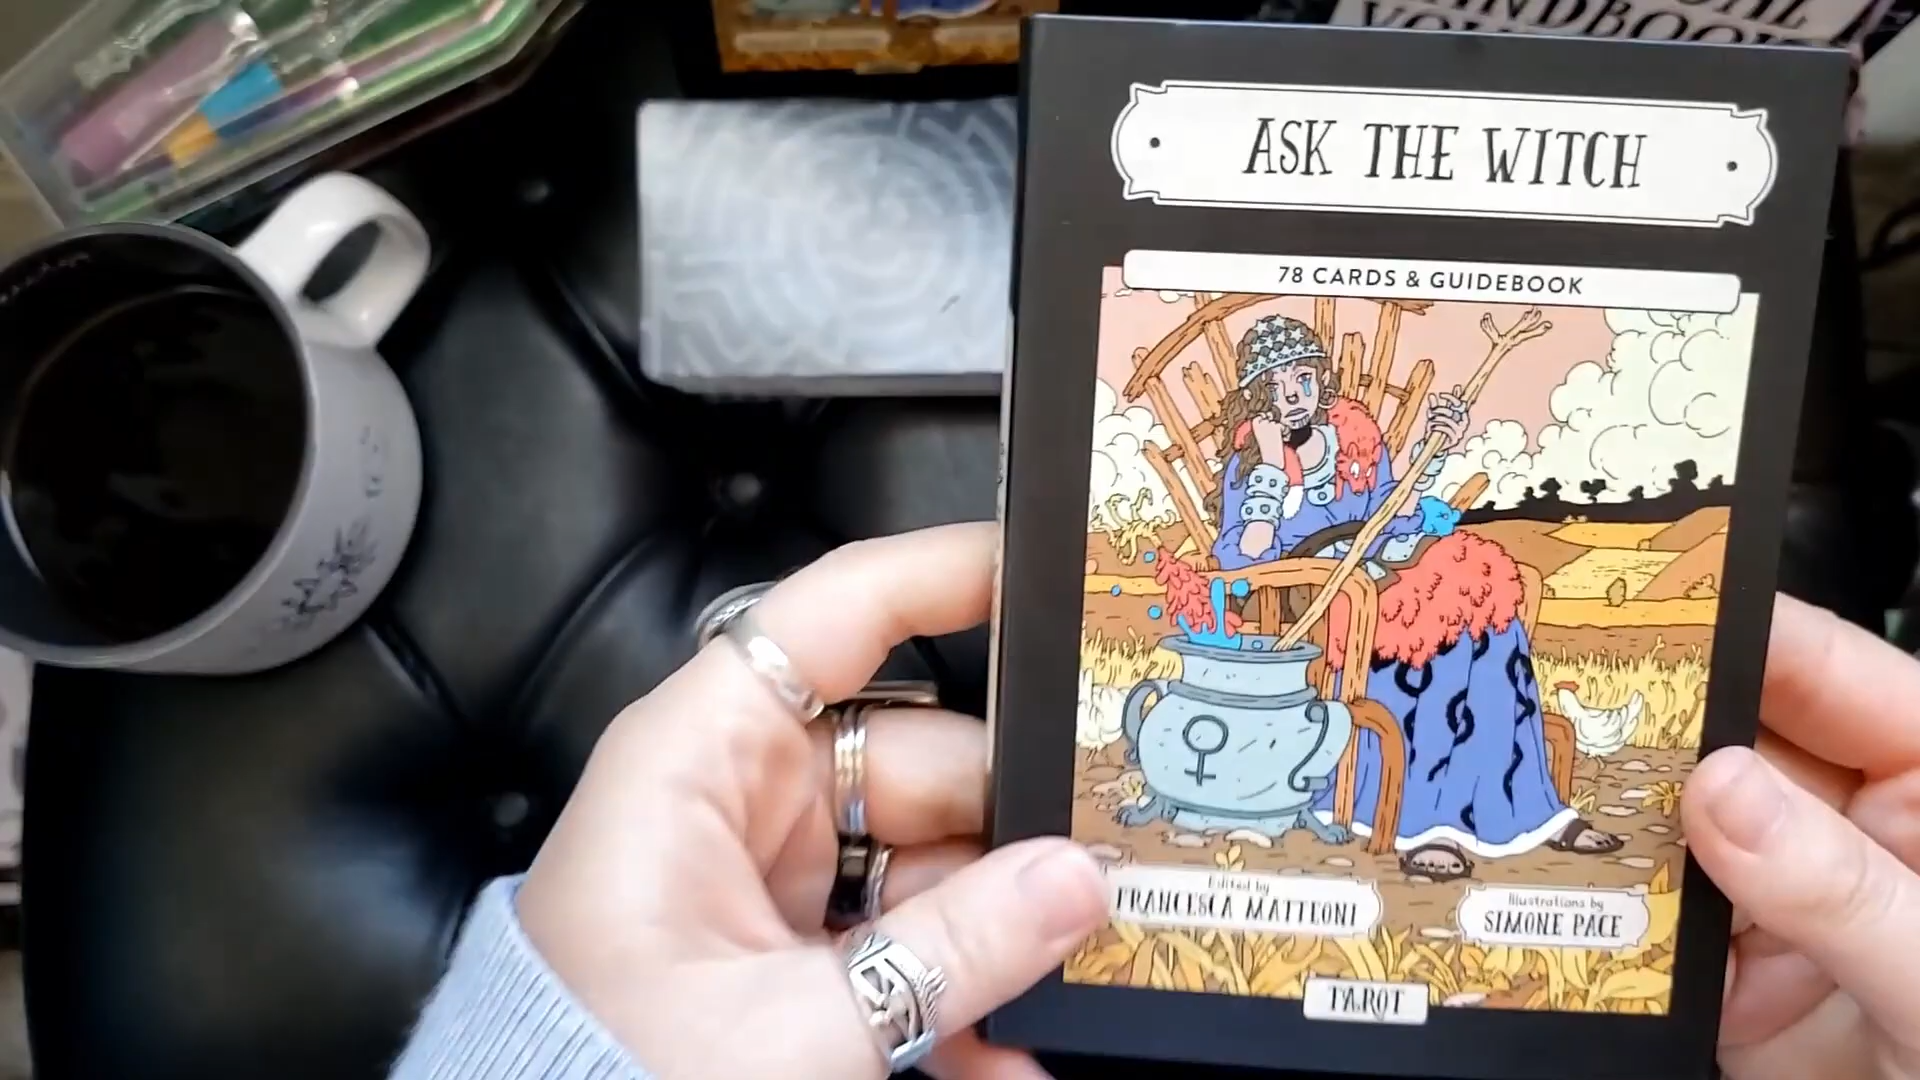 ASK THE WITCH
78 CARDS & GUIDEBOOK
Edited by
FRANCESCA MATTEONI
Illustrations by
SIMONE PACE
TAROT